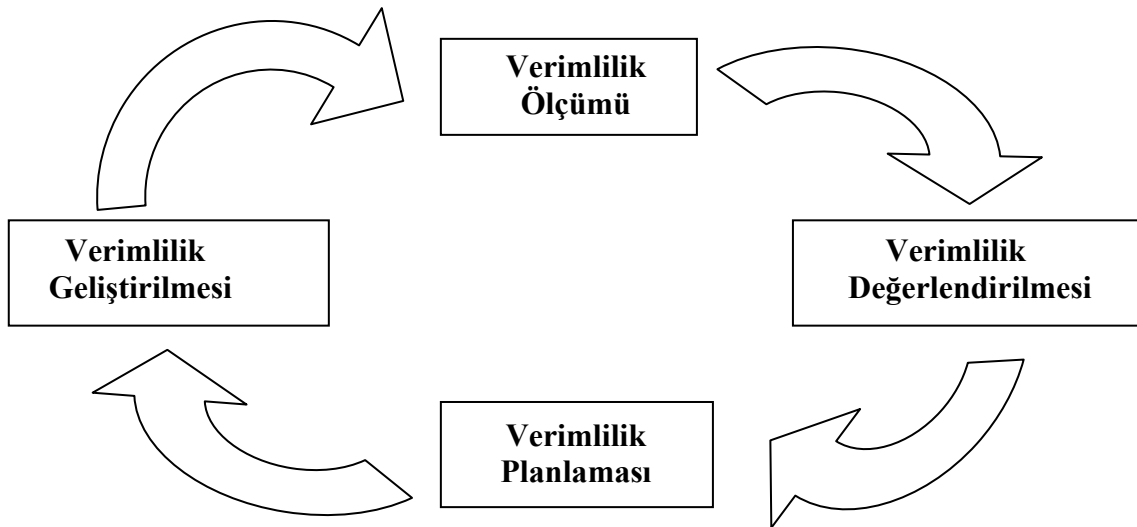 Verimlilik
Ölçümü
Verimlilik
Geliştirilmesi
Verimlilik
Değerlendirilmesi
Verimlilik
Planlaması